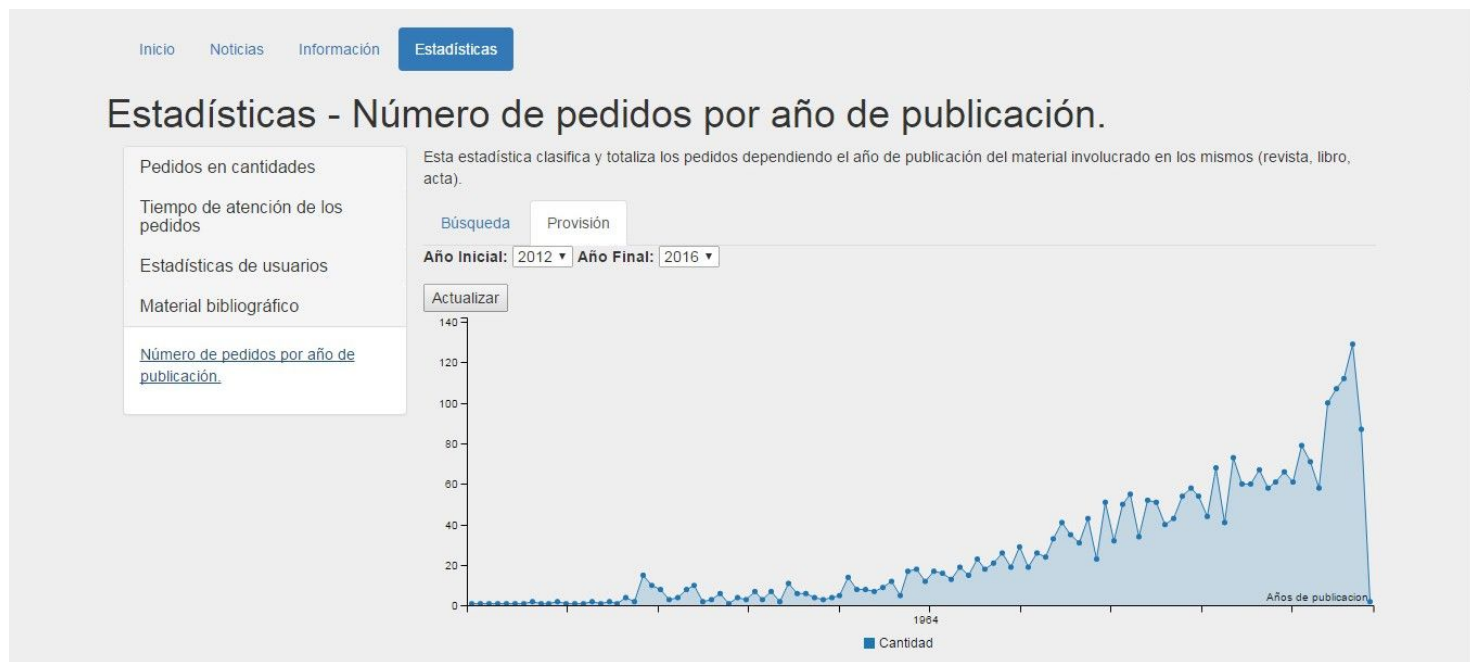 Inicio Noticias Información Estadísticas
Estadísticas - Número de pedidos por año de publicación.
Pedidos en cantidades
Tiempo de atención de los
pedidos
Estadísticas de usuarios
Material bibliográfico
Número de pedidos por año de
publicación.
Esta estadística clasifica y totaliza los pedidos dependiendo el año de publicación del material involucrado en los mismos (revista, libro,
acta).
Búsqueda Provisión
Año Inicial: 2012 Año Final: 2016
Actualizar
140
120
100
80
60
40
20
0
Años de publicacion
1964
Cantidad